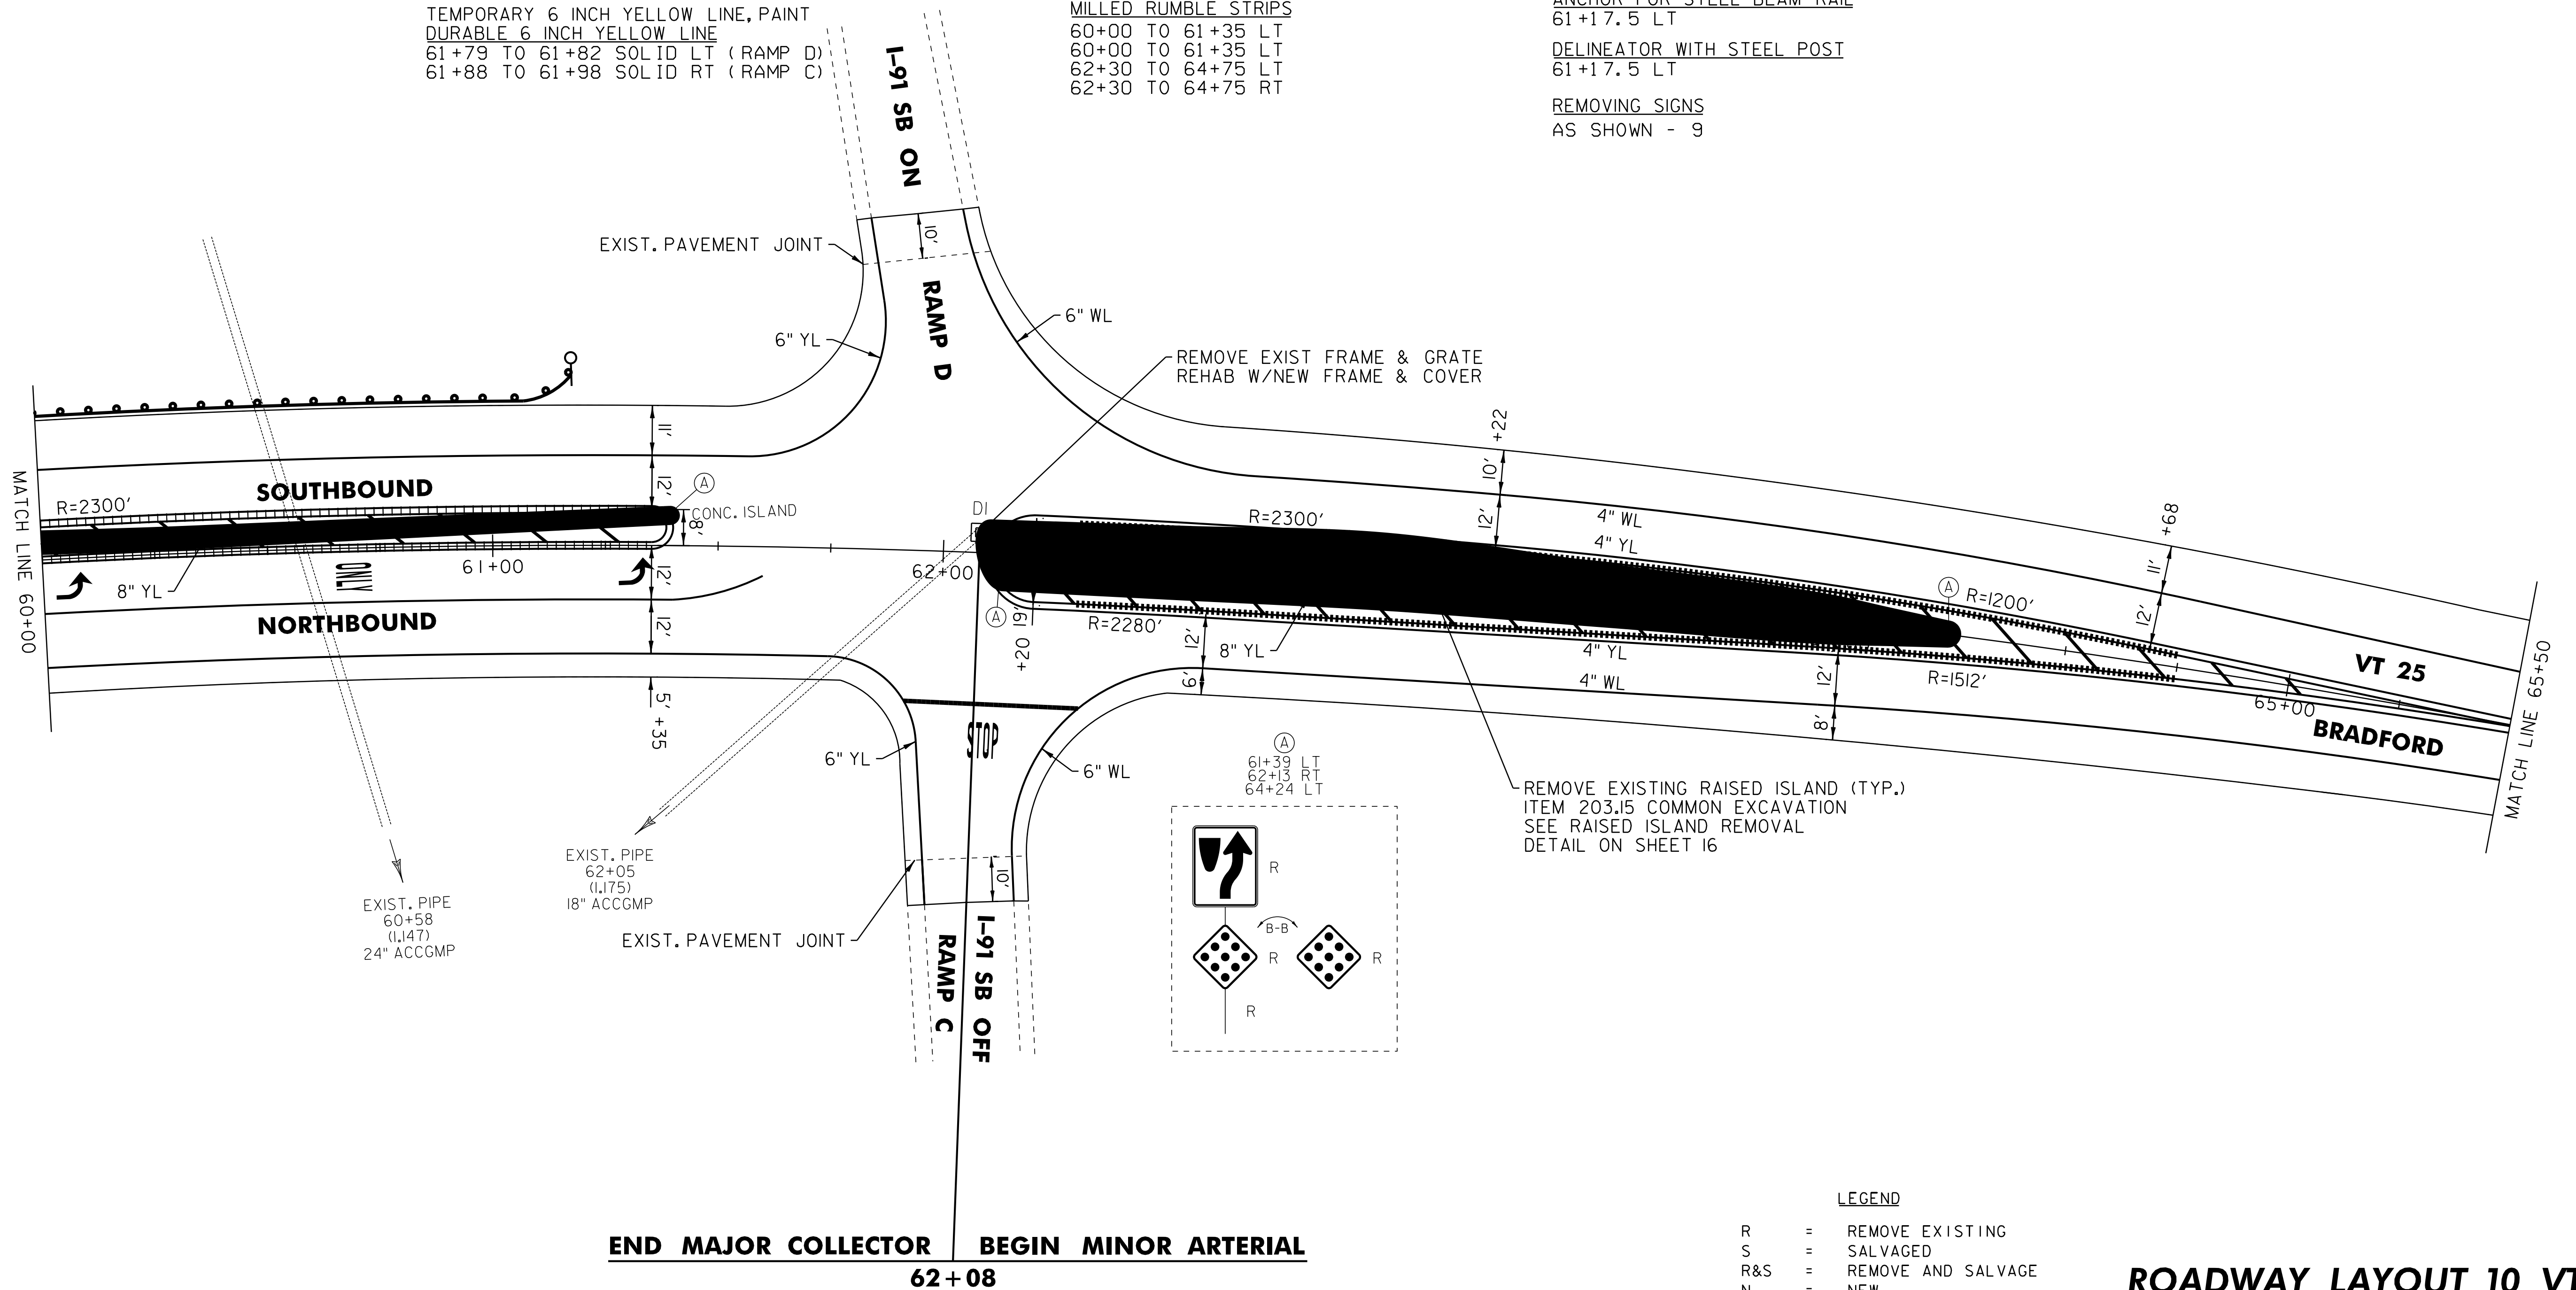 TEMPORARY 6 INCH YELLOW LINE, PAINT
DURABLE 6 INCH YELLOW LINE
61+79 TO 61+82 SOLID LT (RAMP D)
61+88 TO 61+98 SOLID RT (RAMP C)
MILLED RUMBLE STRIPS
60+00 TO 61+35 LT
60+00 TO 61+35 LT
62+30 TO 64+75 LT
62+30 TO 64+75 RT
ANCHOR FOR STEEL BEAM RAIL
61+17.5 LT
DELINEATOR WITH STEEL POST
61+17.5 LT
REMOVING SIGNS
AS SHOWN - 9
I-91 SB ON
10'
EXIST. PAVEMENT JOINT
RAMP D
6" YL
6" WL
REMOVE EXIST FRAME & GRATE
REHAB W/NEW FRAME & COVER
MATCH LINE 60+00
SOUTHBOUND
R=2300'
11'
12'
A
CONC. ISLAND
8'
8" YL
ONLY
61+00
12'
NORTHBOUND
12'
5'
+35
DI
62+00
A
16'
+20
R=2300'
R=2280'
12'
6'
8" YL
+22
10'
12'
4" WL
4" YL
4" YL
4" WL
12'
8'
A
R=1200'
R=1512'
+68
11'
12'
65+00
VT 25
BRADFORD
MATCH LINE 65+50
STOP
6" YL
6" WL
10'
EXIST. PAVEMENT JOINT
RAMP C
I-91 SB OFF
EXIST. PIPE
60+58
(1.147)
24" ACCGMP
EXIST. PIPE
62+05
(1.175)
18" ACCGMP
A
61+39 LT
62+13 RT
64+24 LT
R
B-B
R
R
R
REMOVE EXISTING RAISED ISLAND (TYP.)
ITEM 203.15 COMMON EXCAVATION
SEE RAISED ISLAND REMOVAL
DETAIL ON SHEET 16
END MAJOR COLLECTOR
BEGIN MINOR ARTERIAL
62+08
LEGEND
R = REMOVE EXISTING
S = SALVAGED
R&S = REMOVE AND SALVAGE
N = NEW
ROADWAY LAYOUT 10 VT